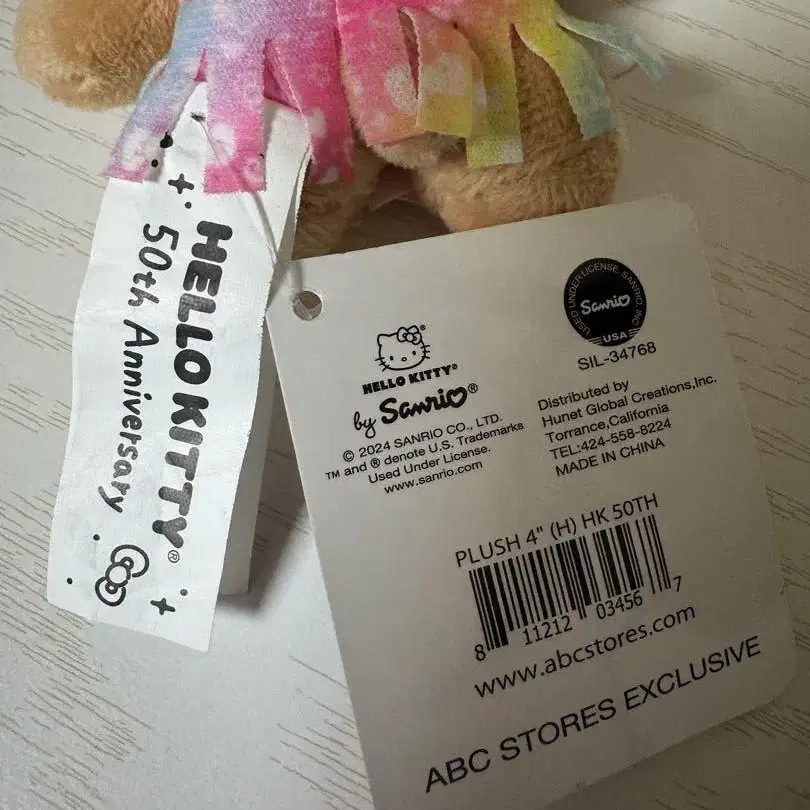 HELLO KITTY®
50th Anniversary
HELLO KITTY®
by Sanrio®
© 2024 SANRIO CO., LTD.
TM and ® denote U.S. Trademarks
Used Under License.
www.sanrio.com
USED UNDER LICENSE. SANRIO, INC.
Sanrio
USA
SIL-34768
Distributed by
Hunet Global Creations,Inc.
Torrance,California
TEL:424-558-8224
MADE IN CHINA
PLUSH 4" (H) HK 50TH
8 11212 03456 7
www.abcstores.com
ABC STORES EXCLUSIVE